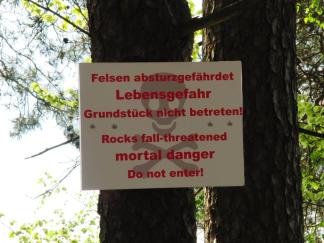 Felsen absturzgefährdet
Lebensgefahr
Grundstück nicht betreten!
Rocks fall-threatened
mortal danger
Do not enter!